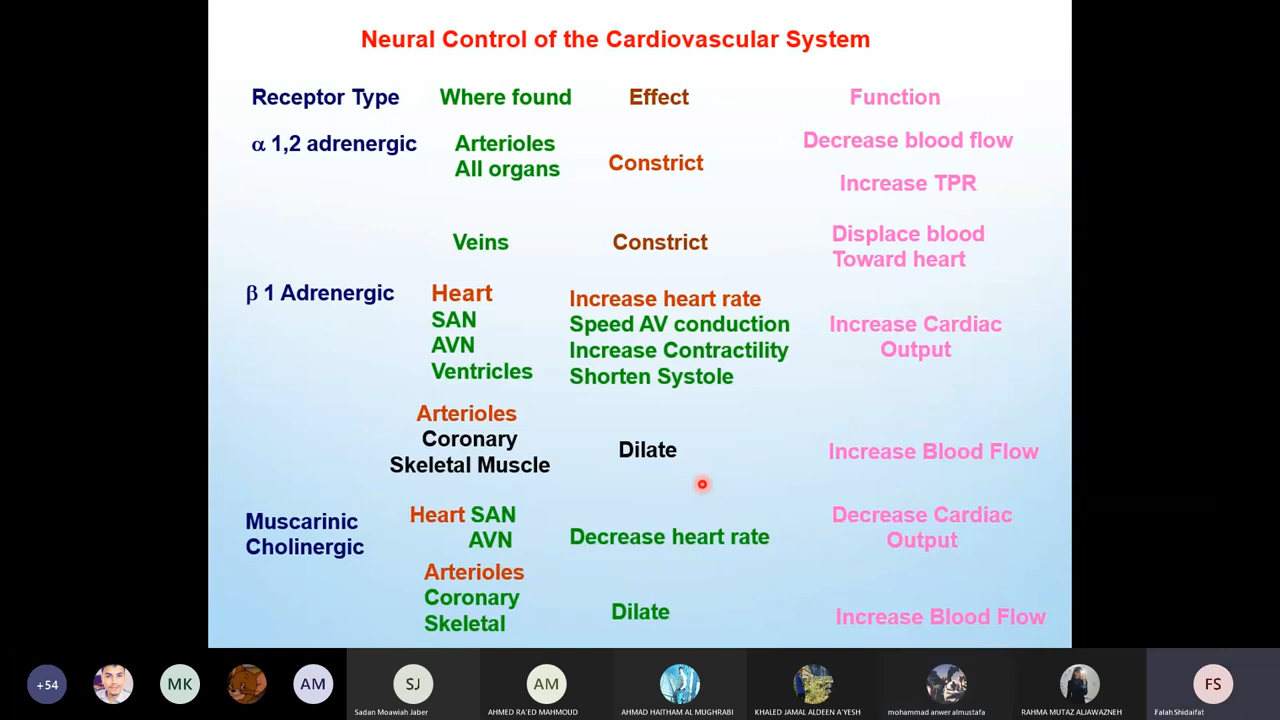 Neural Control of the Cardiovascular System
Receptor Type Where found Effect Function
α 1,2 adrenergic Arterioles Constrict Decrease blood flow
All organs Increase TPR
Veins Constrict Displace blood
Toward heart
β 1 Adrenergic Heart Increase heart rate
SAN Speed AV conduction Increase Cardiac
AVN Increase Contractility Output
Ventricles Shorten Systole
Arterioles
Coronary Dilate Increase Blood Flow
Skeletal Muscle
Muscarinic Heart SAN Decrease heart rate Decrease Cardiac
Cholinergic AVN Output
Arterioles
Coronary Dilate Increase Blood Flow
Skeletal
+54 MK AM SJ AM FS
Sadan Moawiah Jaber AHMED RA'ED MAHMOUD AHMAD HAITHAM AL MUGHRABI KHALED JAMAL ALDEEN A'YESH mohammad anwer almustafa RAHMA MUTAZ ALJAWAZNEH Falah Shidaifat